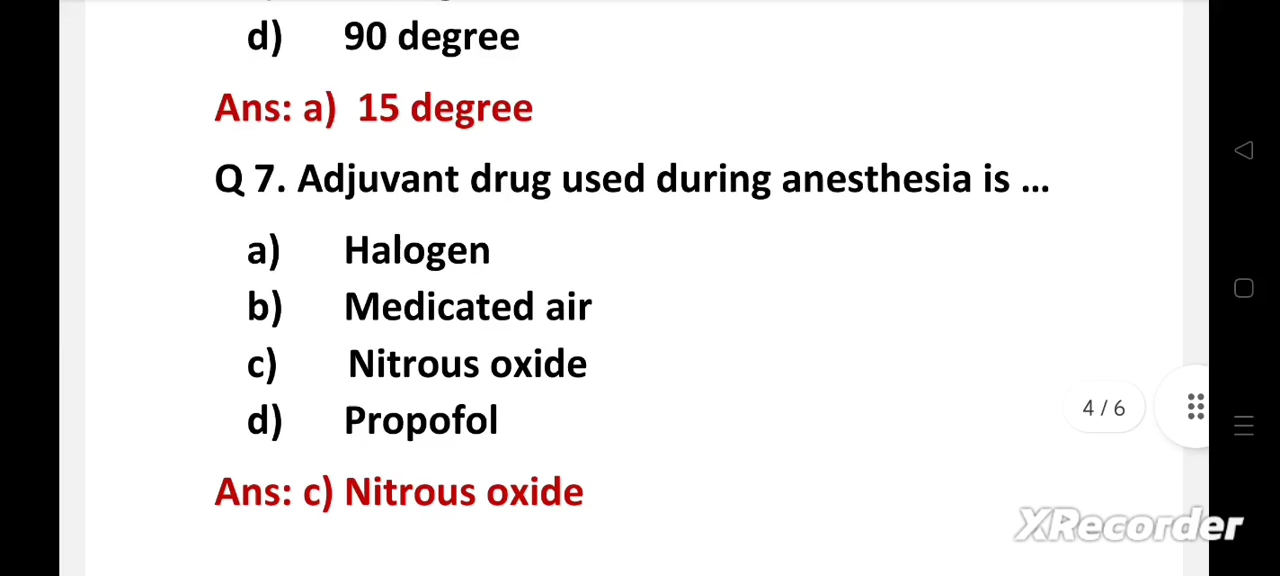 d) 90 degree
Ans: a) 15 degree
Q 7. Adjuvant drug used during anesthesia is ...
a) Halogen
b) Medicated air
c) Nitrous oxide
d) Propofol
4 / 6
Ans: c) Nitrous oxide
XRecorder